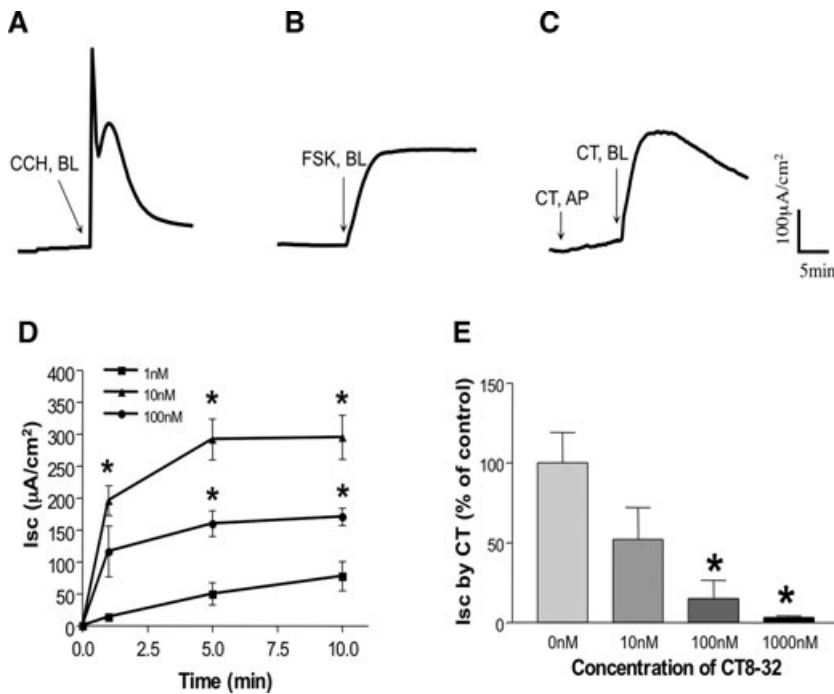 A
B
C
CCH, BL
FSK, BL
CT, BL
CT, AP
100μA/cm²
5min
D
1nM
10nM
100nM
*
*
*
*
*
Isc (μA/cm²)
400
350
300
250
200
150
100
50
0
0.0 2.5 5.0 7.5 10.0
Time (min)
E
Isc by CT (% of control)
150
100
50
0
*
*
0nM 10nM 100nM 1000nM
Concentration of CT8-32